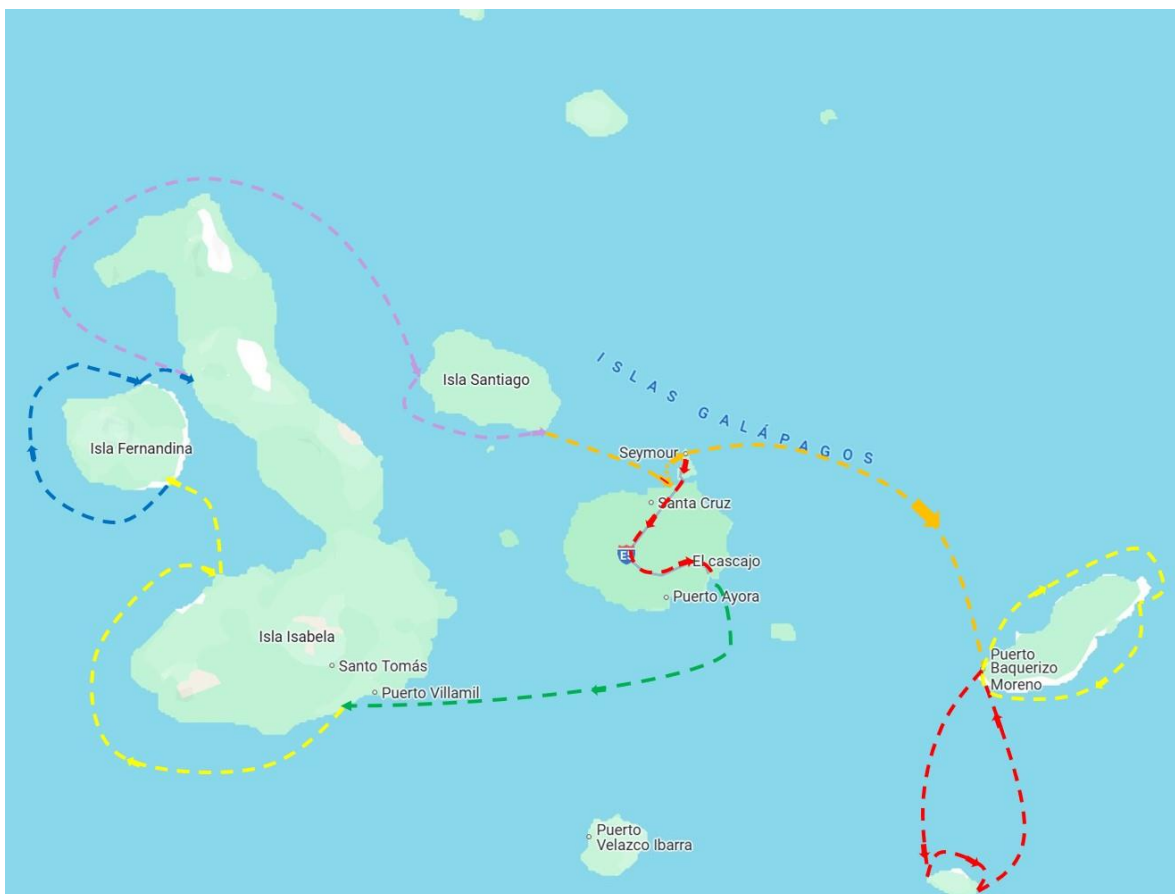 ISLAS GALÁPAGOS
Isla Santiago
Isla Fernandina
Seymour
Santa Cruz
El cascajo
Puerto Ayora
Isla Isabela
Santo Tomás
Puerto Villamil
Puerto
Baquerizo
Moreno
Puerto
Velazco Ibarra